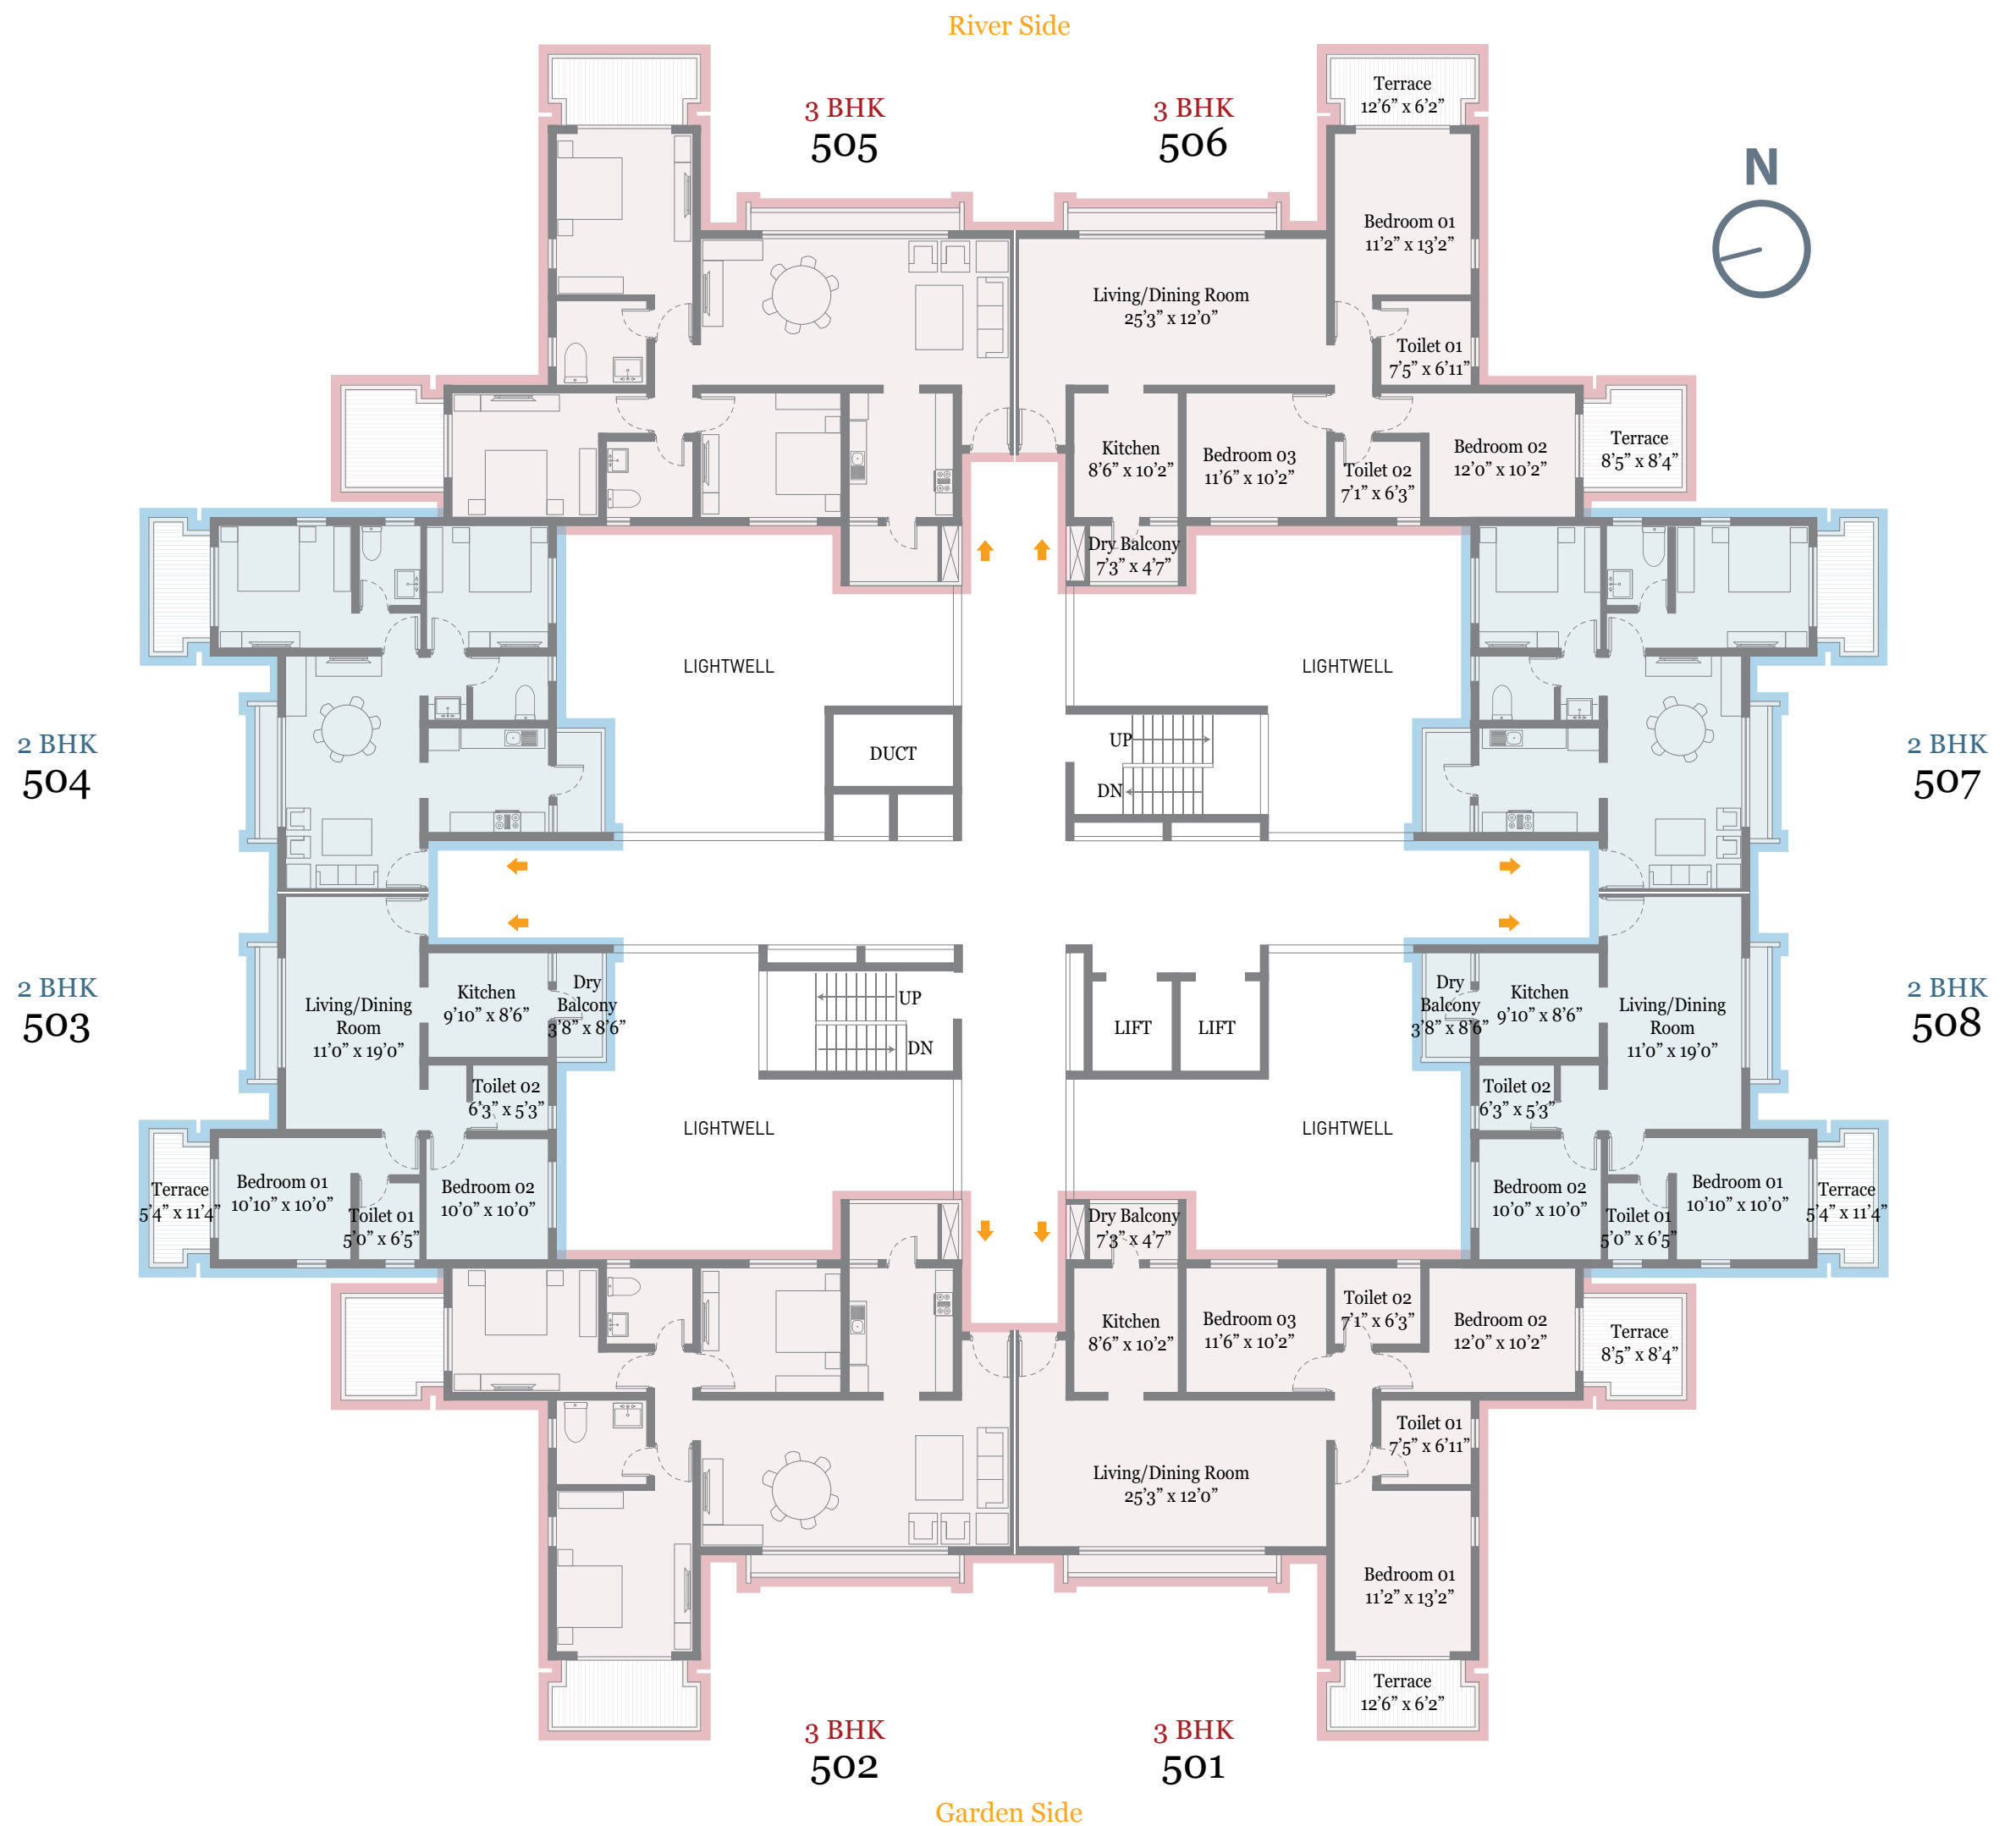 River Side
3 BHK
505
3 BHK
506
N
Terrace
12’6” x 6’2”
Bedroom 01
11’2” x 13’2”
Living/Dining Room
25’3” x 12’0”
Toilet 01
7’5” x 6’11”
Kitchen
8’6” x 10’2”
Bedroom 03
11’6” x 10’2”
Toilet 02
7’1” x 6’3”
Bedroom 02
12’0” x 10’2”
Terrace
8’5” x 8’4”
Dry Balcony
7’3” x 4’7”
LIGHTWELL
LIGHTWELL
2 BHK
504
DUCT
UP
DN
2 BHK
507
2 BHK
503
Living/Dining
Room
11’0” x 19’0”
Kitchen
9’10” x 8’6”
Dry
Balcony
3’8” x 8’6”
Toilet 02
6’3” x 5’3”
Terrace
5’4” x 11’4”
Bedroom 01
10’10” x 10’0”
Toilet 01
5’0” x 6’5”
Bedroom 02
10’0” x 10’0”
UP
DN
LIFT
LIFT
LIGHTWELL
LIGHTWELL
Dry
Balcony
3’8” x 8’6”
Kitchen
9’10” x 8’6”
Living/Dining
Room
11’0” x 19’0”
2 BHK
508
Toilet 02
6’3” x 5’3”
Bedroom 02
10’0” x 10’0”
Toilet 01
5’0” x 6’5”
Bedroom 01
10’10” x 10’0”
Terrace
5’4” x 11’4”
Dry Balcony
7’3” x 4’7”
Kitchen
8’6” x 10’2”
Bedroom 03
11’6” x 10’2”
Toilet 02
7’1” x 6’3”
Bedroom 02
12’0” x 10’2”
Terrace
8’5” x 8’4”
Toilet 01
7’5” x 6’11”
Living/Dining Room
25’3” x 12’0”
Bedroom 01
11’2” x 13’2”
Terrace
12’6” x 6’2”
3 BHK
502
3 BHK
501
Garden Side